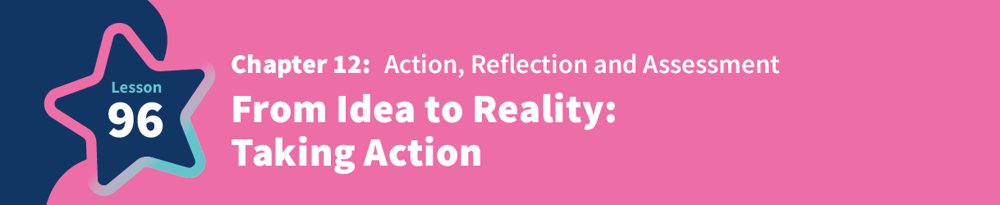 Lesson
96
Chapter 12: Action, Reflection and Assessment
From Idea to Reality:
Taking Action